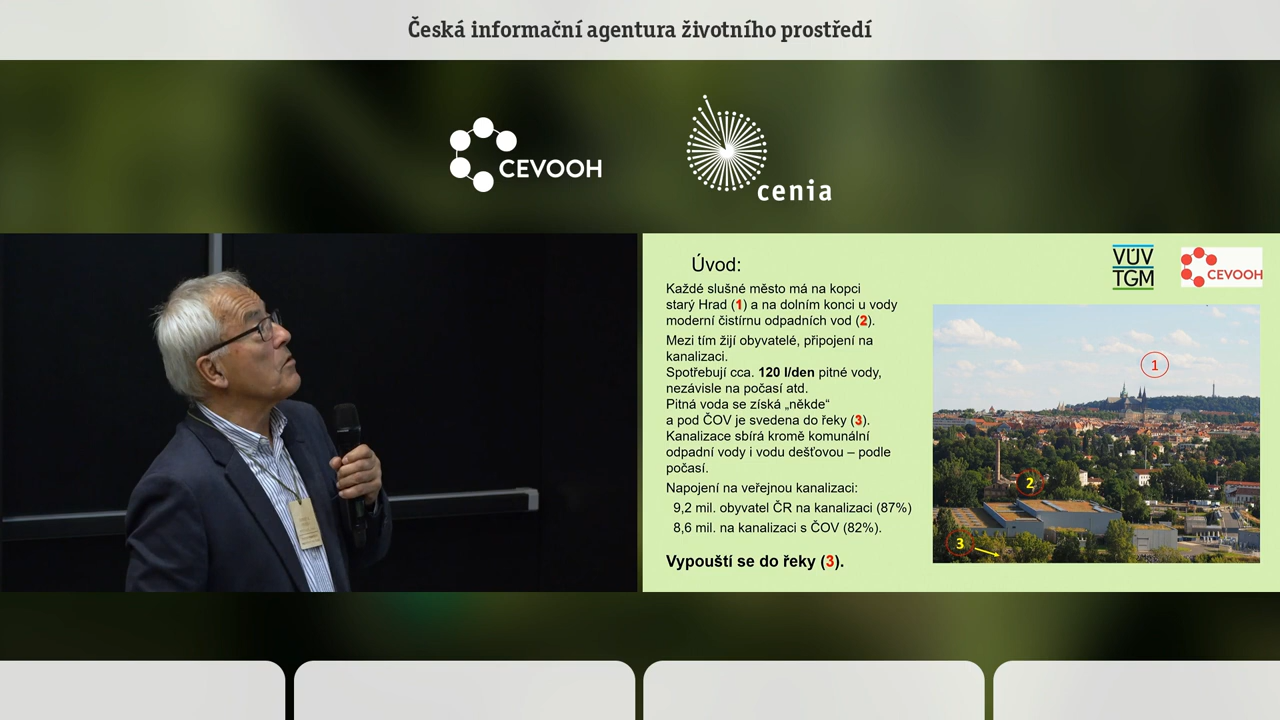 Česká informační agentura životního prostředí
CEVOOH
cenia
Úvod:
VÚV
TGM
CEVOOH
Každé slušné město má na kopci
starý Hrad (1) a na dolním konci u vody
moderní čistírnu odpadních vod (2).
Mezi tím žijí obyvatelé, připojení na
kanalizaci.
Spotřebují cca. 120 l/den pitné vody,
nezávisle na počasí atd.
Pitná voda se získá „někde“
a pod ČOV je svedena do řeky (3).
Kanalizace sbírá kromě komunální
odpadní vody i vodu dešťovou – podle
počasí.
Napojení na veřejnou kanalizaci:
9,2 mil. obyvatel ČR na kanalizaci (87%)
8,6 mil. na kanalizaci s ČOV (82%).
Vypouští se do řeky (3).
1
2
3